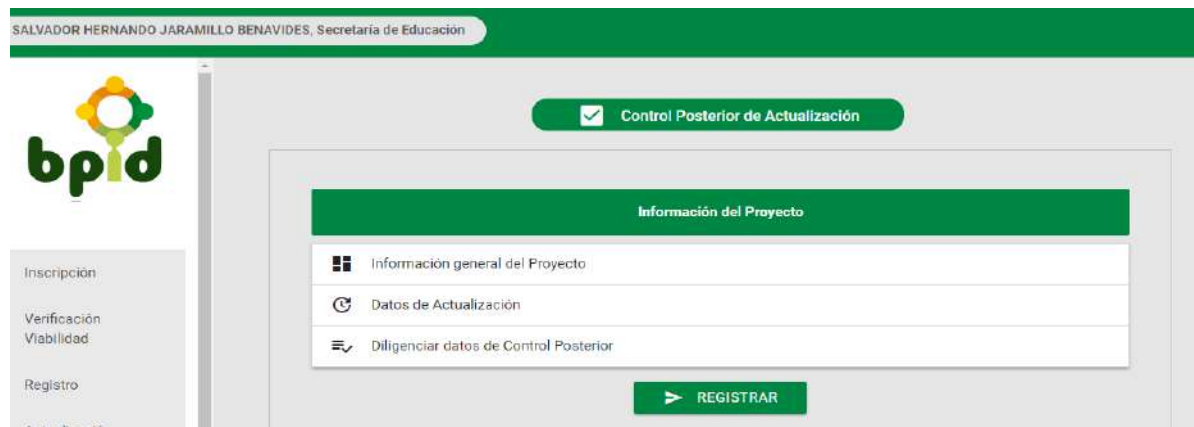 SALVADOR HERNANDO JARAMILLO BENAVIDES, Secretaría de Educación
bpid
Control Posterior de Actualización
Información del Proyecto
Información general del Proyecto
Datos de Actualización
Diligenciar datos de Control Posterior
REGISTRAR
Inscripción
Verificación
Viabilidad
Registro